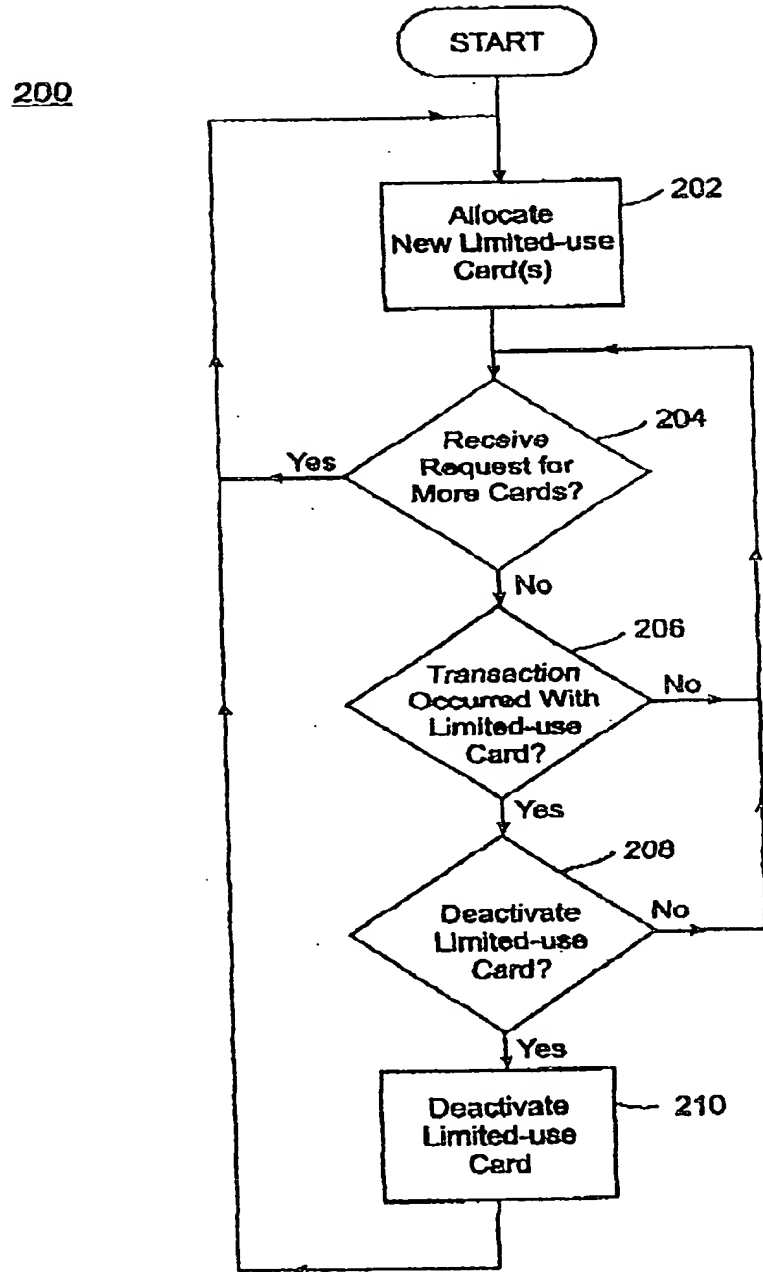 START
200
202
Allocate
New Limited-use
Card(s)
204
Receive
Request for
More Cards?
Yes
No
206
Transaction
Occurred With
Limited-use
Card?
No
Yes
208
Deactivate
Limited-use
Card?
No
Yes
Deactivate
Limited-use
Card
210